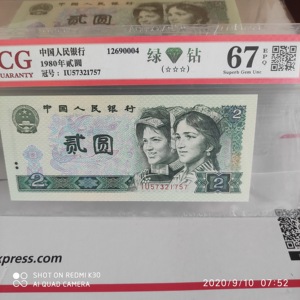 CG
GUARANTY
中国人民银行 12690004
1980年贰圆
冠号：IU57321757
绿 钻
(☆☆☆)
67 EPQ
Superb Gem Unc
中国人民银行
贰圆
2
2
2
IU57321757
xpress.com
SHOT ON REDMI K30
AI QUAD CAMERA
2020/9/10 07:52